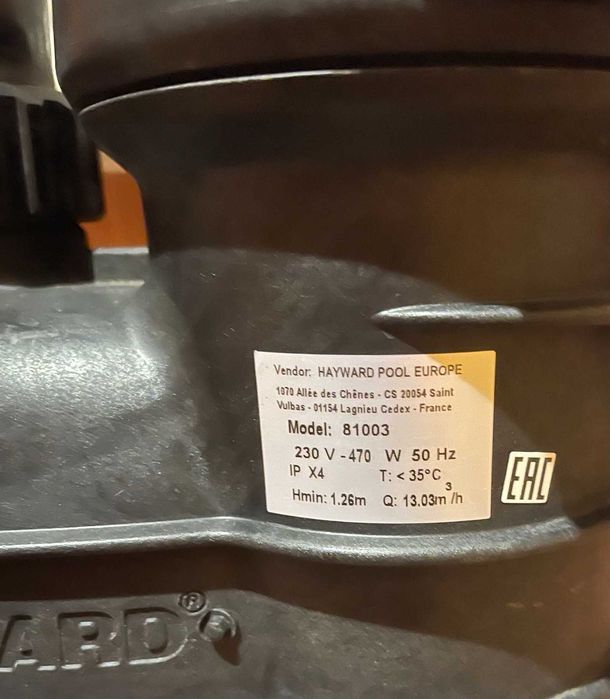 Vendor: HAYWARD POOL EUROPE
1070 Allée des Chênes - CS 20054 Saint
Vulbas - 01154 Lagnieu Cedex - France
Model: 81003
230 V - 470 W 50 Hz
IP X4 T: < 35°C
Hmin: 1.26m Q: 13.03m³/h
EAC
ARD®